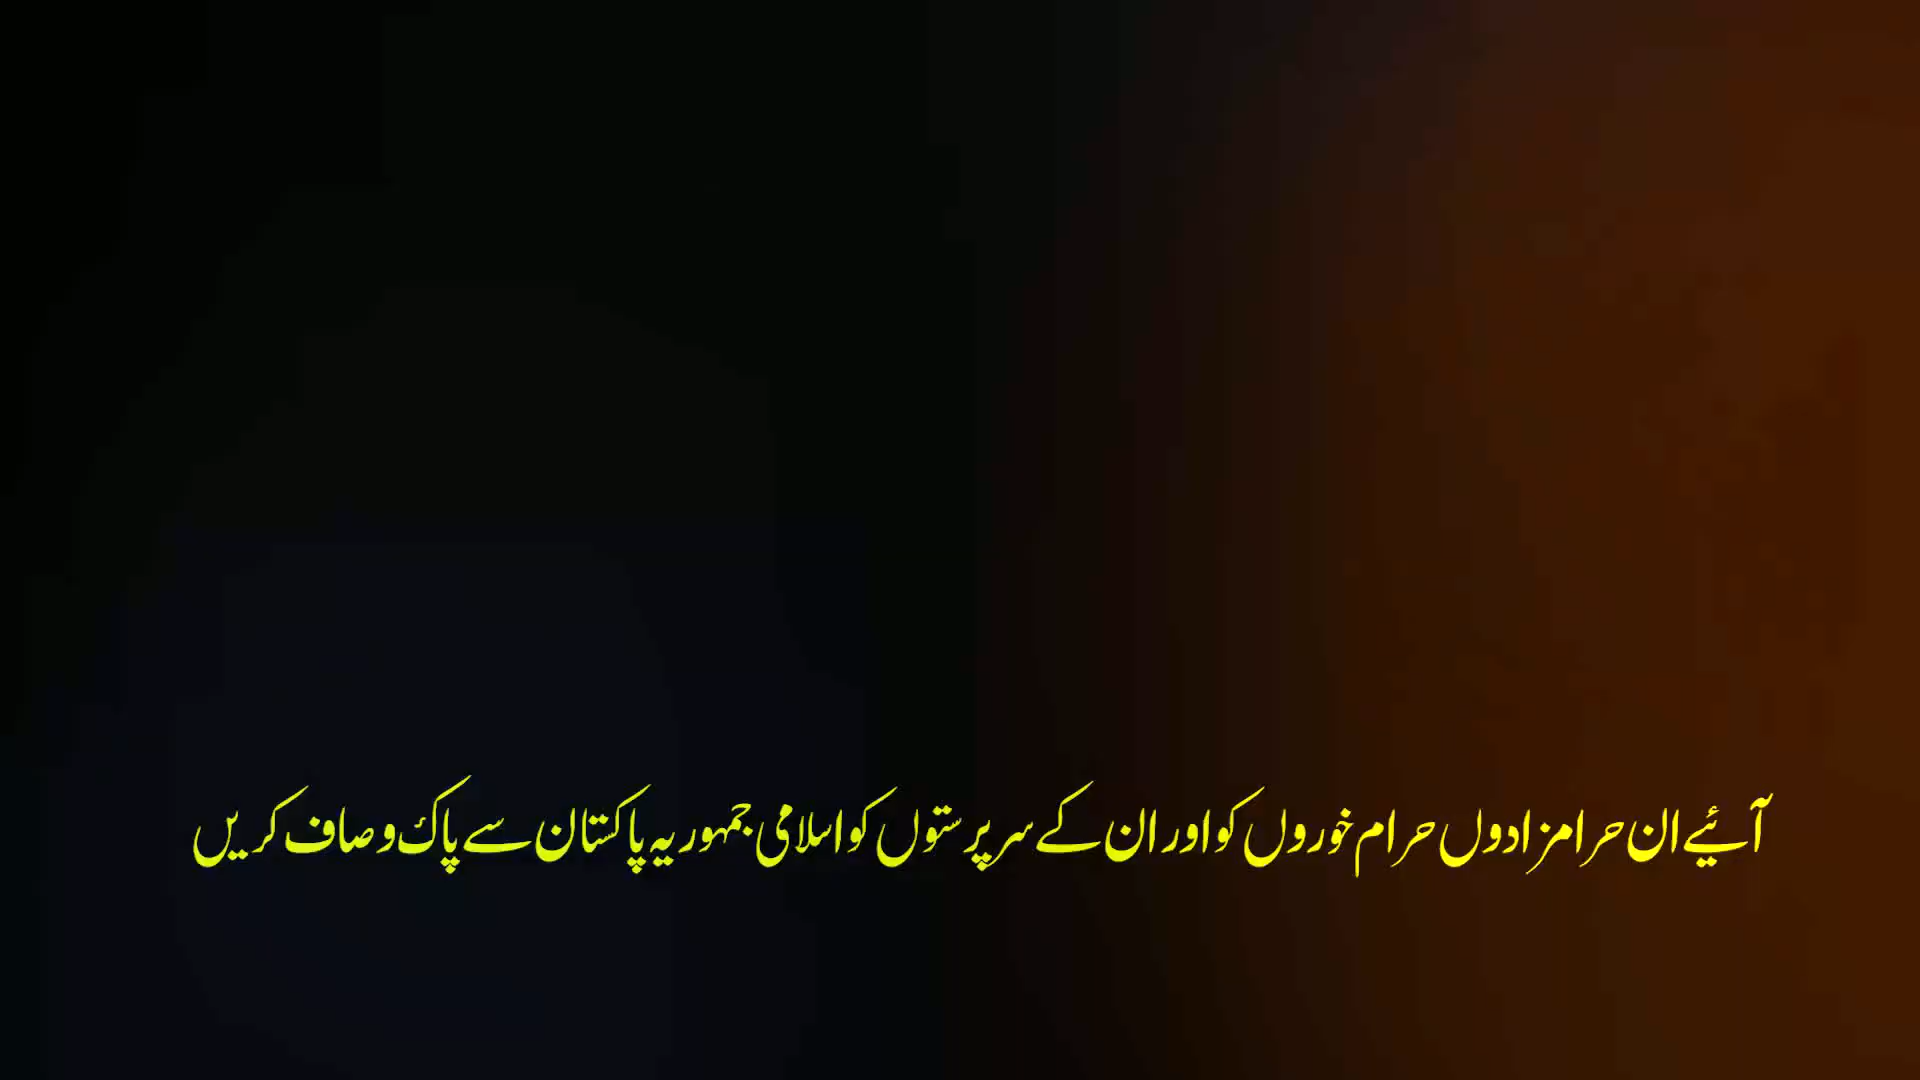 آئیے ان حرامزادوں حرام خوروں کو اور ان کے سرپرستوں کو اسلامی جمہوریہ پاکستان سے پاک و صاف کریں